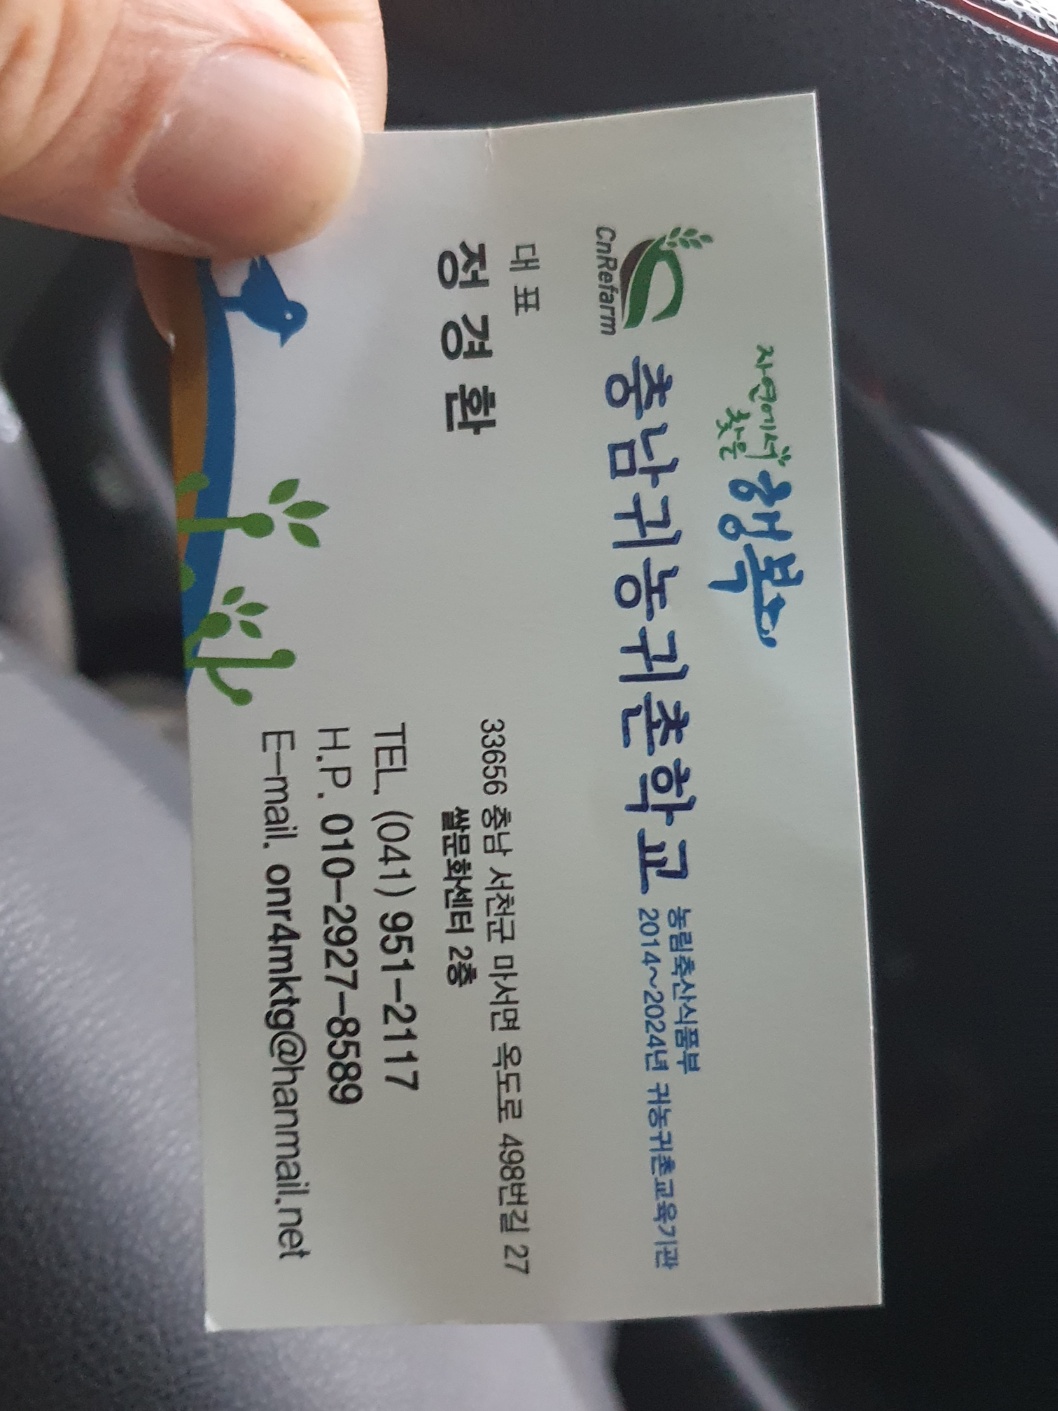 자연에서
찾은
행복
CnRefarm
충남귀농귀촌학교
농림축산식품부
2014~2024년 귀농귀촌교육기관
대 표
정 경 환
33656 충남 서천군 마서면 옥도로 498번길 27
쌀문화센터 2층
TEL. (041) 951-2117
H.P. 010-2927-8589
E-mail. onr4mktg@hanmail.net